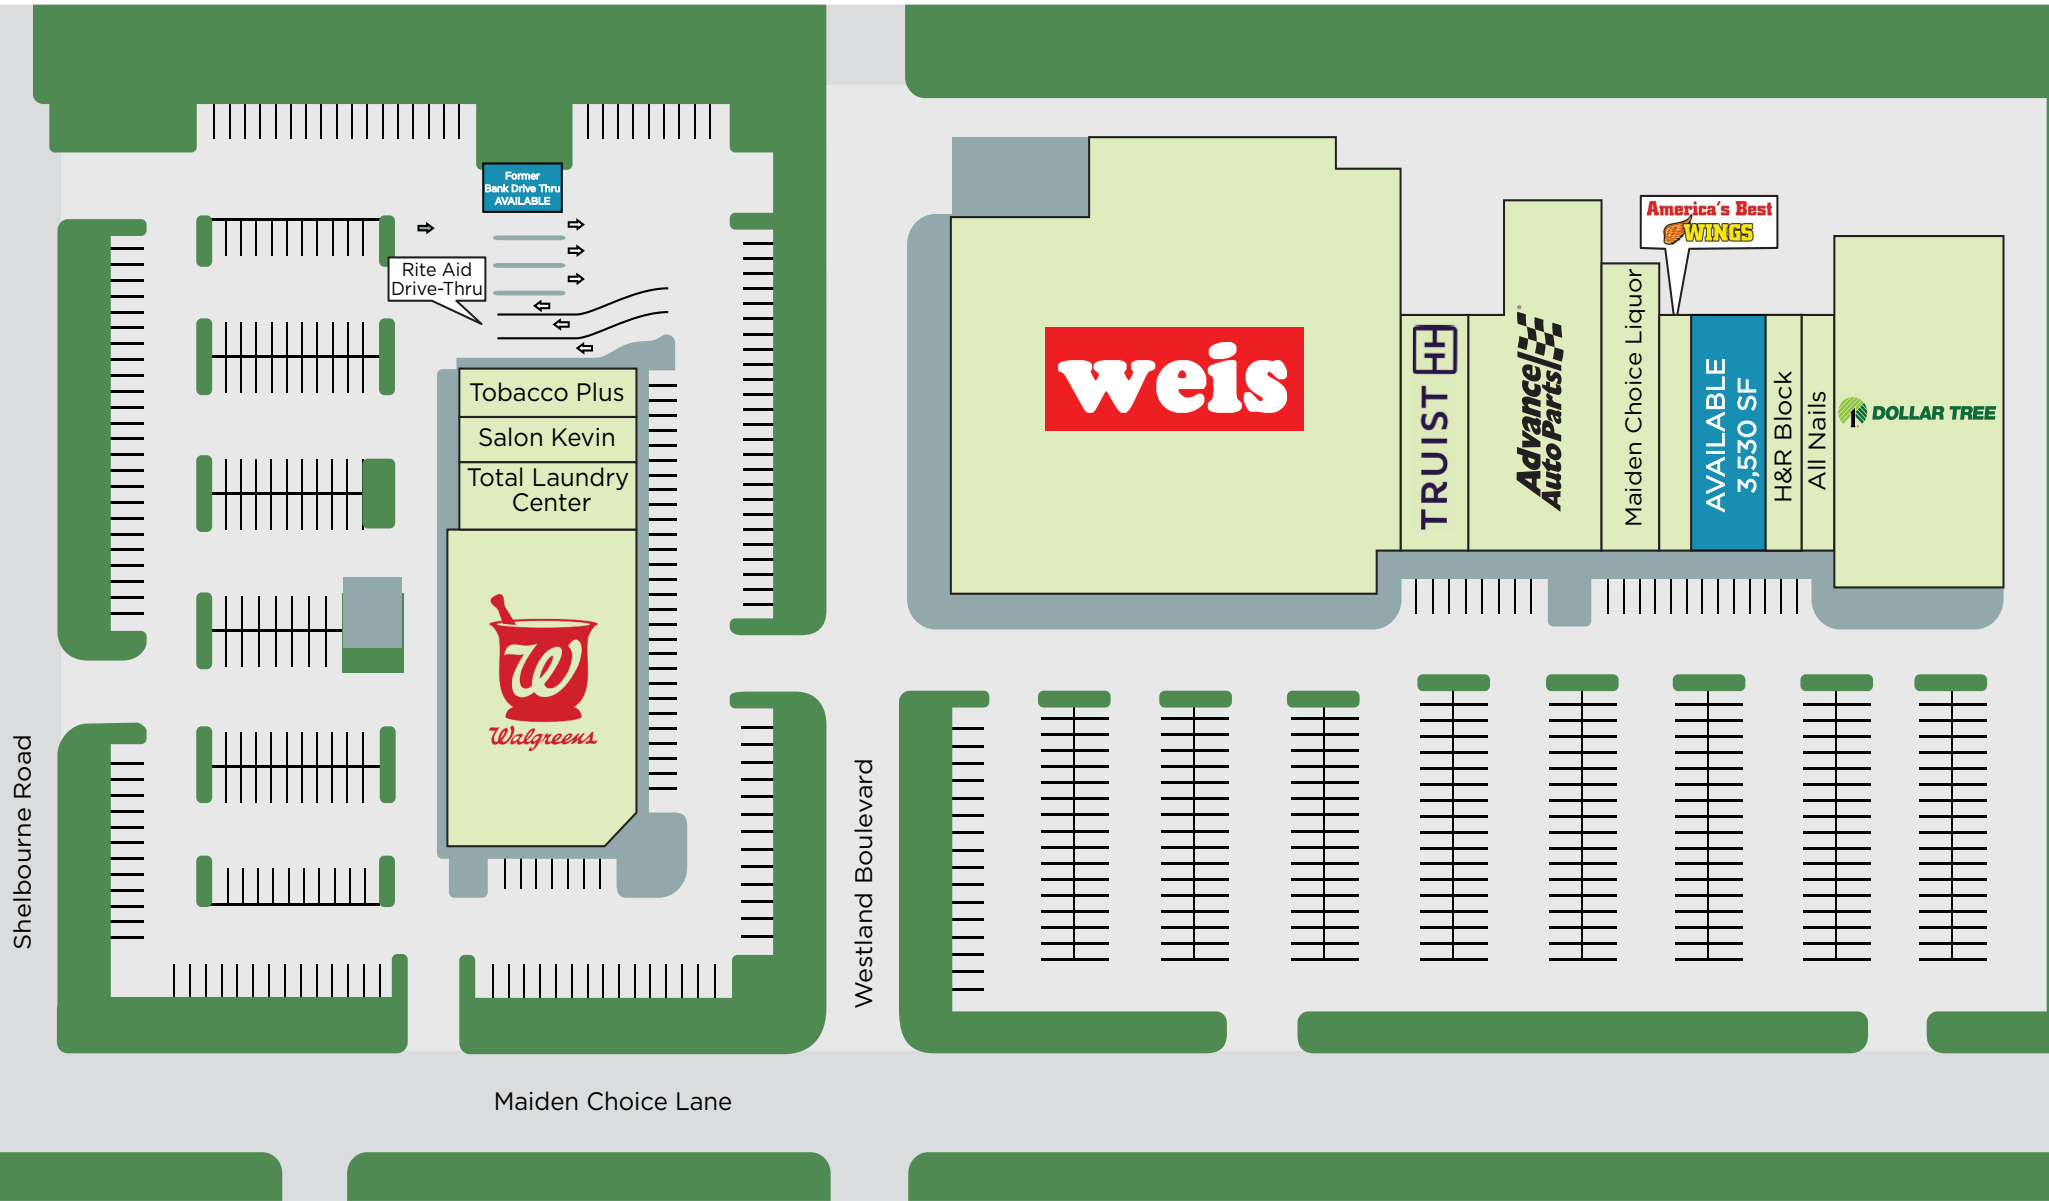 Former
Bank Drive Thru
AVAILABLE
Rite Aid
Drive-Thru
Tobacco Plus
Salon Kevin
Total Laundry
Center
W
Walgreens
Shelbourne Road
Westland Boulevard
Maiden Choice Lane
weis
TRUIST
Advance
Auto Parts
Maiden Choice Liquor
America's Best
WINGS
AVAILABLE
3,530 SF
H&R Block
All Nails
DOLLAR TREE